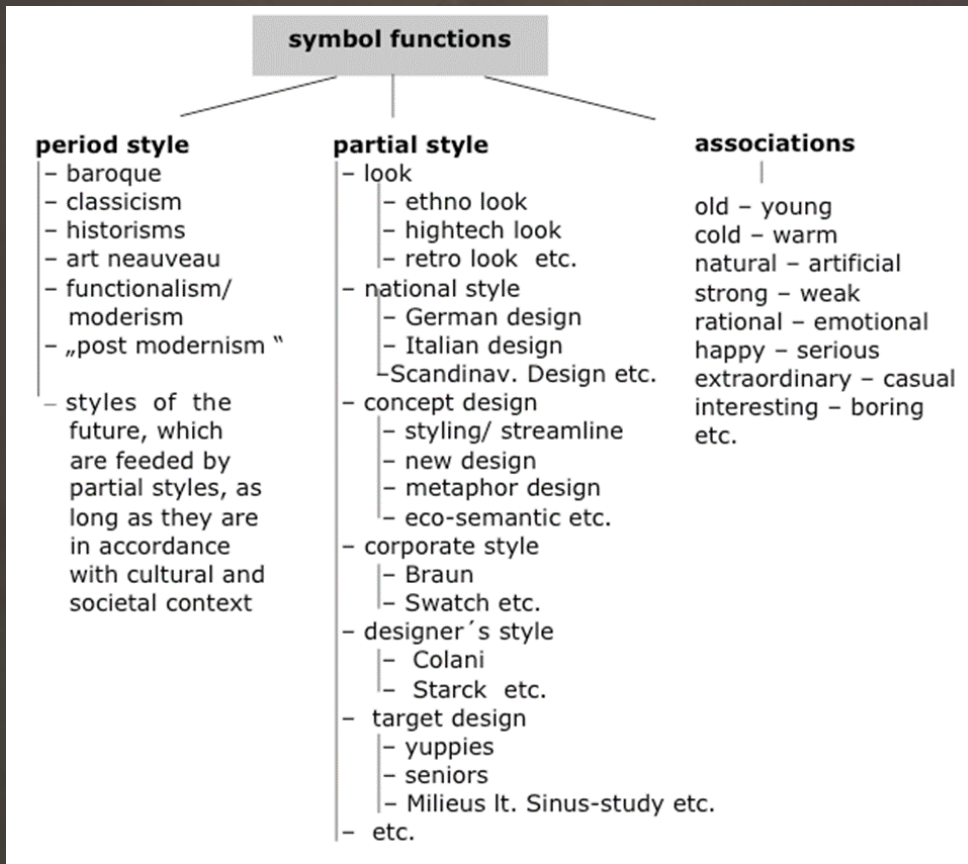 symbol functions
period style
– baroque
– classicism
– historisms
– art neauveau
– functionalism/
moderism
– „post modernism “
– styles of the
future, which
are feeded by
partial styles, as
long as they are
in accordance
with cultural and
societal context
partial style
– look
– ethno look
– hightech look
– retro look etc.
– national style
– German design
– Italian design
–Scandinav. Design etc.
– concept design
– styling/ streamline
– new design
– metaphor design
– eco-semantic etc.
– corporate style
– Braun
– Swatch etc.
– designer´s style
– Colani
– Starck etc.
– target design
– yuppies
– seniors
– Milieus lt. Sinus-study etc.
– etc.
associations
old – young
cold – warm
natural – artificial
strong – weak
rational – emotional
happy – serious
extraordinary – casual
interesting – boring
etc.